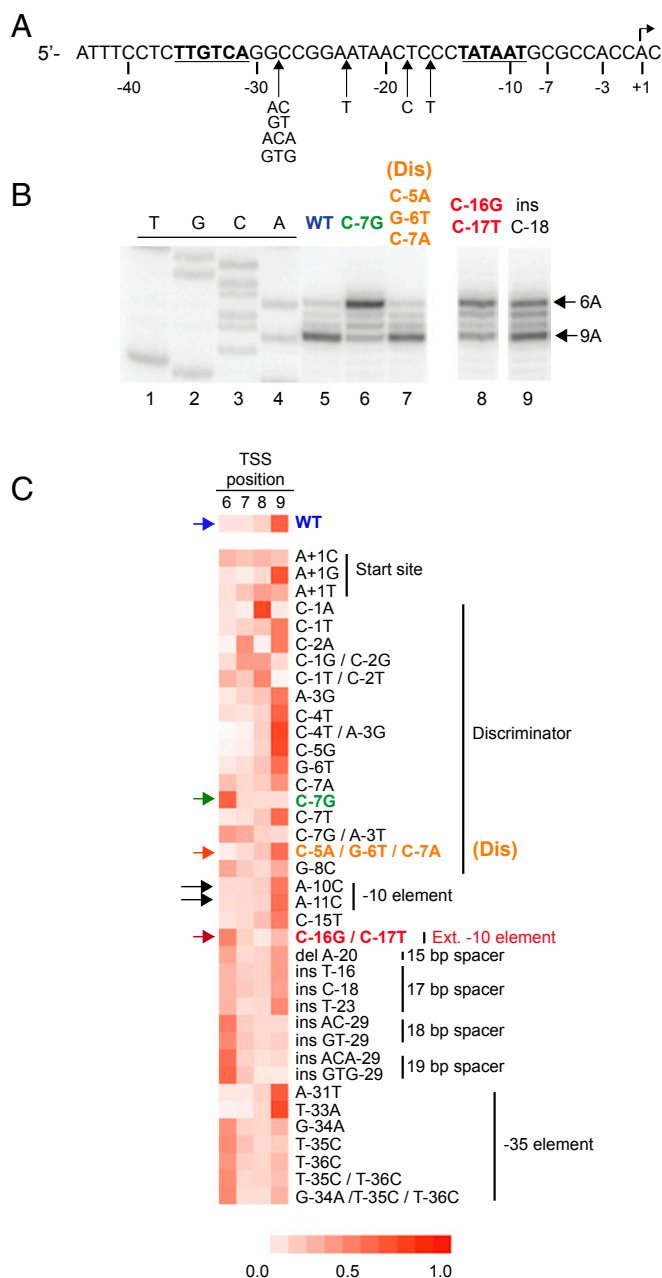 A
5'- ATTTCCTCTTGTCAGGCCGGAATAACTCCCTATAATGCGCCACCAC
-40 -30 -20 -10 -7 -3 +1
AC T C T
GT
ACA
GTG
B
(Dis)
C-5A
G-6T
C-7A
T G C A WT C-7G
C-16G
C-17T
ins
C-18
6A
9A
1 2 3 4 5 6 7 8 9
C
TSS
position
6 7 8 9
WT
A+1C
A+1G
A+1T
Start site
C-1A
C-1T
C-2A
C-1G / C-2G
C-1T / C-2T
A-3G
C-4T
C-4T / A-3G
C-5G
G-6T
C-7A
C-7G
C-7T
C-7G / A-3T
C-5A / G-6T / C-7A
G-8C
Discriminator
(Dis)
A-10C
A-11C
-10 element
C-15T
C-16G / C-17T
Ext. -10 element
del A-20
15 bp spacer
ins T-16
ins C-18
ins T-23
17 bp spacer
ins AC-29
ins GT-29
18 bp spacer
ins ACA-29
ins GTG-29
19 bp spacer
A-31T
T-33A
G-34A
T-35C
T-36C
T-35C / T-36C
G-34A /T-35C / T-36C
-35 element
0.0 0.5 1.0